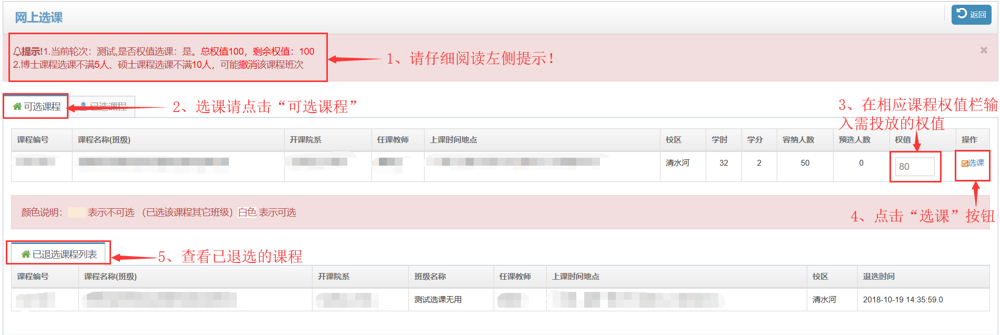 网上选课
返回
提示!1.当前轮次：测试,是否权值选课：是。总权值100，剩余权值：100
2.博士课程选课不满5人、硕士课程选课不满10人，可能撤消该课程班次
1、请仔细阅读左侧提示！
可选课程
已选课程
2、选课请点击“可选课程”
3、在相应课程权值栏输
入需投放的权值
课程编号 课程名称(班级) 开课院系 任课教师 上课时间地点 校区 学时 学分 容纳人数 预选人数 权值 操作
清水河 32 2 50 0 80 选课
颜色说明： 表示不可选 （已选该课程其它班级）白色 表示可选
4、点击“选课”按钮
已退选课程列表
5、查看已退选的课程
课程编号 课程名称(班级) 开课院系 班级名称 任课教师 上课时间地点 校区 退选时间
测试选课无用 清水河 2018-10-19 14:35:59.0